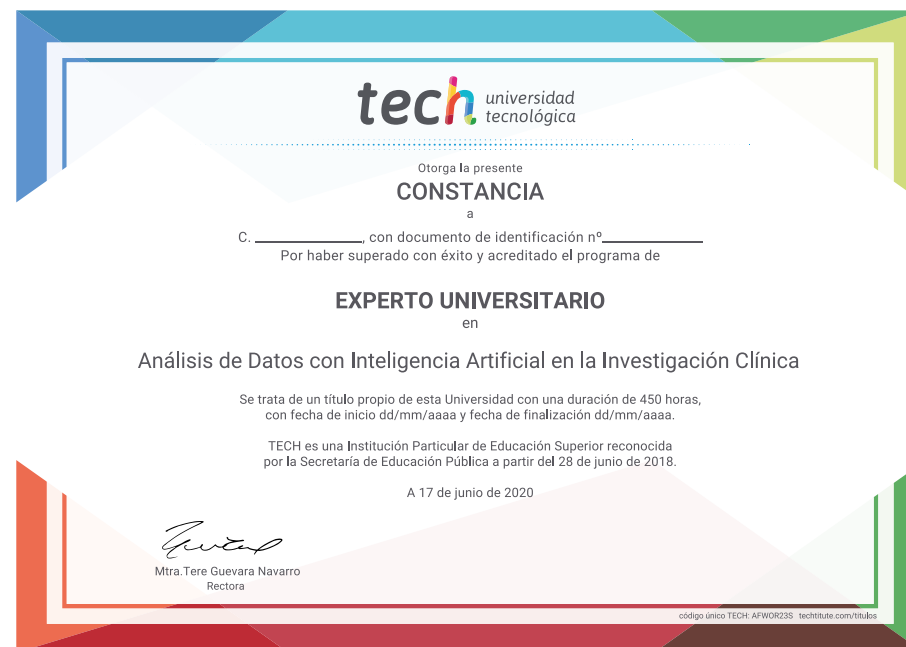 tech universidad
tecnológica
Otorga la presente
CONSTANCIA
a
C. ____________, con documento de identificación nº____________
Por haber superado con éxito y acreditado el programa de
EXPERTO UNIVERSITARIO
en
Análisis de Datos con Inteligencia Artificial en la Investigación Clínica
Se trata de un título propio de esta Universidad con una duración de 450 horas,
con fecha de inicio dd/mm/aaaa y fecha de finalización dd/mm/aaaa.
TECH es una Institución Particular de Educación Superior reconocida
por la Secretaría de Educación Pública a partir del 28 de junio de 2018.
A 17 de junio de 2020
Mtra.Tere Guevara Navarro
Rectora
código único TECH: AFWOR23S techtitute.com/titulos